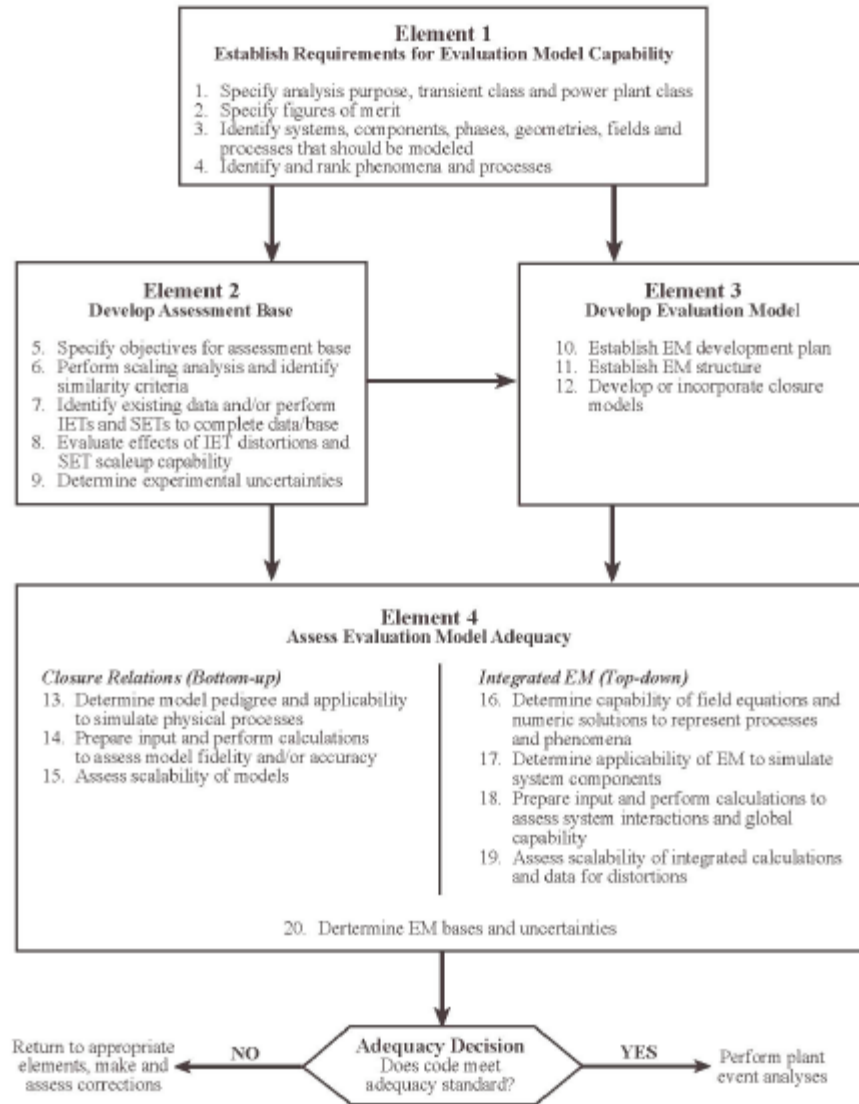 Element 1
Establish Requirements for Evaluation Model Capability
1. Specify analysis purpose, transient class and power plant class
2. Specify figures of merit
3. Identify systems, components, phases, geometries, fields and
processes that should be modeled
4. Identify and rank phenomena and processes
Element 2
Develop Assessment Base
5. Specify objectives for assessment base
6. Perform scaling analysis and identify
similarity criteria
7. Identify existing data and/or perform
IETs and SETs to complete data/base
8. Evaluate effects of IET distortions and
SET scaleup capability
9. Determine experimental uncertainties
Element 3
Develop Evaluation Model
10. Establish EM development plan
11. Establish EM structure
12. Develop or incorporate closure
models
Element 4
Assess Evaluation Model Adequacy
Closure Relations (Bottom-up)
13. Determine model pedigree and applicability
to simulate physical processes
14. Prepare input and perform calculations
to assess model fidelity and/or accuracy
15. Assess scalability of models
Integrated EM (Top-down)
16. Determine capability of field equations and
numeric solutions to represent processes
and phenomena
17. Determine applicability of EM to simulate
system components
18. Prepare input and perform calculations to
assess system interactions and global
capability
19. Assess scalability of integrated calculations
and data for distortions
20. Dertermine EM bases and uncertainties
Return to appropriate
elements, make and
assess corrections
NO
Adequacy Decision
Does code meet
adequacy standard?
YES
Perform plant
event analyses